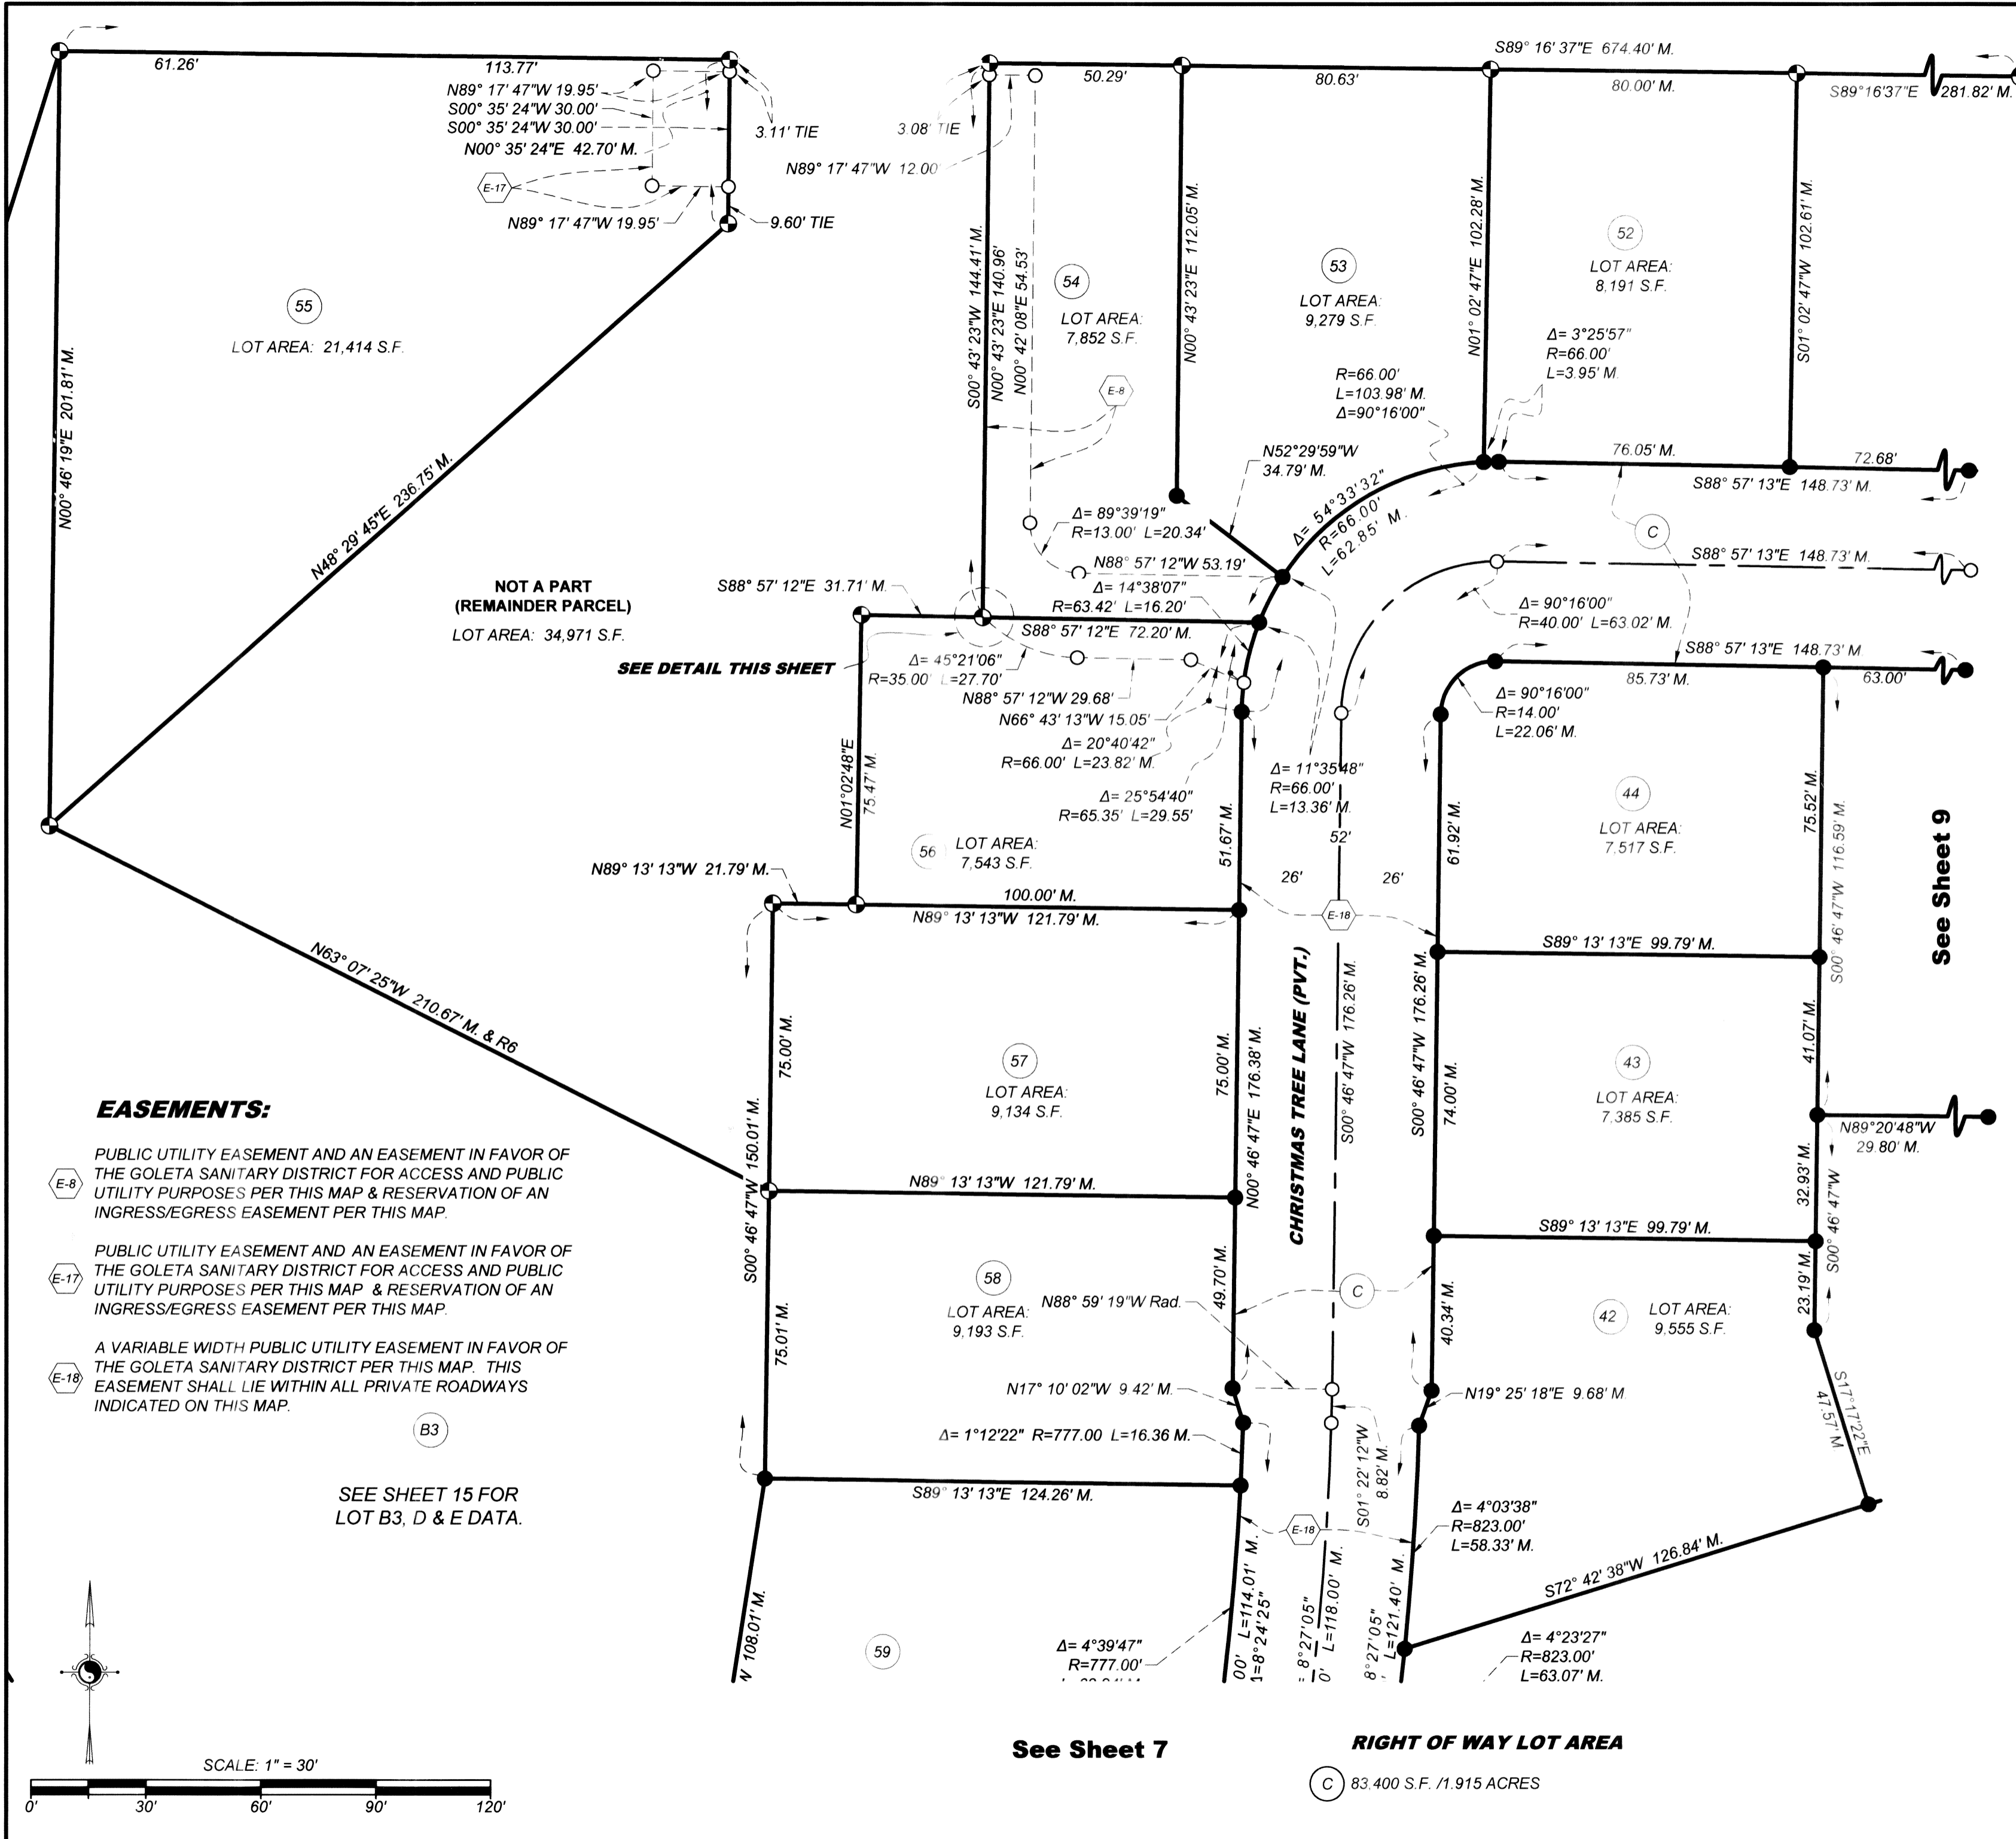 S89° 16' 37"E 674.40' M.
61.26'
113.77'
50.29'
80.63'
80.00' M.
S89°16'37"E 281.82' M.
N89° 17' 47"W 19.95'
S00° 35' 24"W 30.00'
S00° 35' 24"W 30.00'
N00° 35' 24"E 42.70' M.
3.11' TIE
3.08' TIE
N89° 17' 47"W 12.00'
E-17
N89° 17' 47"W 19.95'
9.60' TIE
N00° 46' 19"E 201.81' M.
55
LOT AREA: 21,414 S.F.
N48° 29' 45"E 236.75' M.
S00° 43' 23"W 144.41' M.
N00° 43' 23"E 140.96'
N00° 42' 08"E 54.53'
54
LOT AREA:
7,852 S.F.
E-8
N00° 43' 23"E 112.05' M.
53
LOT AREA:
9,279 S.F.
N01° 02' 47"E 102.28' M.
52
LOT AREA:
8,191 S.F.
S01° 02' 47"W 102.61' M.
Δ= 3°25'57"
R=66.00'
L=3.95' M.
R=66.00'
L=103.98' M.
Δ=90°16'00"
N52°29'59"W
34.79' M.
Δ= 54°33'32"
R=66.00'
L=62.85' M.
76.05' M.
72.68'
S88° 57' 13"E 148.73' M.
C
S88° 57' 13"E 148.73' M.
Δ= 89°39'19"
R=13.00' L=20.34'
N88° 57' 12"W 53.19'
Δ= 14°38'07"
R=63.42' L=16.20'
S88° 57' 12"E 31.71' M.
S88° 57' 12"E 72.20' M.
NOT A PART
(REMAINDER PARCEL)
LOT AREA: 34,971 S.F.
SEE DETAIL THIS SHEET
Δ= 45°21'06"
R=35.00' L=27.70'
N88° 57' 12"W 29.68'
N66° 43' 13"W 15.05'
Δ= 20°40'42"
R=66.00' L=23.82' M.
Δ= 25°54'40"
R=65.35' L=29.55'
Δ= 11°35'48"
R=66.00'
L=13.36' M.
Δ= 90°16'00"
R=40.00' L=63.02' M.
S88° 57' 13"E 148.73' M
85.73' M.
63.00'
Δ= 90°16'00"
R=14.00'
L=22.06' M.
N01°02'48"E
75.47' M.
56
LOT AREA:
7,543 S.F.
51.67' M.
52'
26'
26'
E-18
61.92' M.
44
LOT AREA:
7,517 S.F.
75.52' M.
S00° 46' 47"W 116.59' M.
See Sheet 9
N89° 13' 13"W 21.79' M.
100.00' M.
N89° 13' 13"W 121.79' M.
S89° 13' 13"E 99.79' M.
N63° 07' 25"W 210.67' M. & R6
75.00' M.
57
LOT AREA:
9,134 S.F.
75.00' M.
N00° 46' 47"E 176.38' M.
CHRISTMAS TREE LANE (PVT.)
S00° 46' 47"W 176.26' M.
S00° 46' 47"W 176.26' M.
74.00' M.
43
LOT AREA:
7,385 S.F.
41.07' M.
N89°20'48"W
29.80' M.
32.93' M.
S00° 46' 47"W
S00° 46' 47"W 150.01' M.
N89° 13' 13"W 121.79' M.
S89° 13' 13"E 99.79' M.
EASEMENTS:
E-8
PUBLIC UTILITY EASEMENT AND AN EASEMENT IN FAVOR OF
THE GOLETA SANITARY DISTRICT FOR ACCESS AND PUBLIC
UTILITY PURPOSES PER THIS MAP & RESERVATION OF AN
INGRESS/EGRESS EASEMENT PER THIS MAP.
E-17
PUBLIC UTILITY EASEMENT AND AN EASEMENT IN FAVOR OF
THE GOLETA SANITARY DISTRICT FOR ACCESS AND PUBLIC
UTILITY PURPOSES PER THIS MAP & RESERVATION OF AN
INGRESS/EGRESS EASEMENT PER THIS MAP.
E-18
A VARIABLE WIDTH PUBLIC UTILITY EASEMENT IN FAVOR OF
THE GOLETA SANITARY DISTRICT PER THIS MAP. THIS
EASEMENT SHALL LIE WITHIN ALL PRIVATE ROADWAYS
INDICATED ON THIS MAP.
B3
SEE SHEET 15 FOR
LOT B3, D & E DATA.
75.01' M.
58
LOT AREA:
9,193 S.F.
49.70' M.
N88° 59' 19"W Rad.
C
40.34' M.
42
LOT AREA:
9,555 S.F.
23.19' M.
N17° 10' 02"W 9.42' M.
N19° 25' 18"E 9.68' M
S17°17'22"E
47.57' M
Δ= 1°12'22" R=777.00 L=16.36 M.
S01° 22' 12"W
8.82' M.
S89° 13' 13"E 124.26' M.
E-18
Δ= 4°03'38"
R=823.00'
L=58.33' M.
S72° 42' 38"W 126.84' M.
108.01' M.
59
Δ= 4°39'47"
R=777.00'
00' L=114.01' M.
Δ=8°24'25"
= 8°27'05"
0' L=118.00' M.
8°27'05"
L=121.40' M.
Δ= 4°23'27"
R=823.00'
L=63.07' M.
See Sheet 7
RIGHT OF WAY LOT AREA
C
83,400 S.F. /1.915 ACRES
SCALE: 1" = 30'
0' 30' 60' 90' 120'